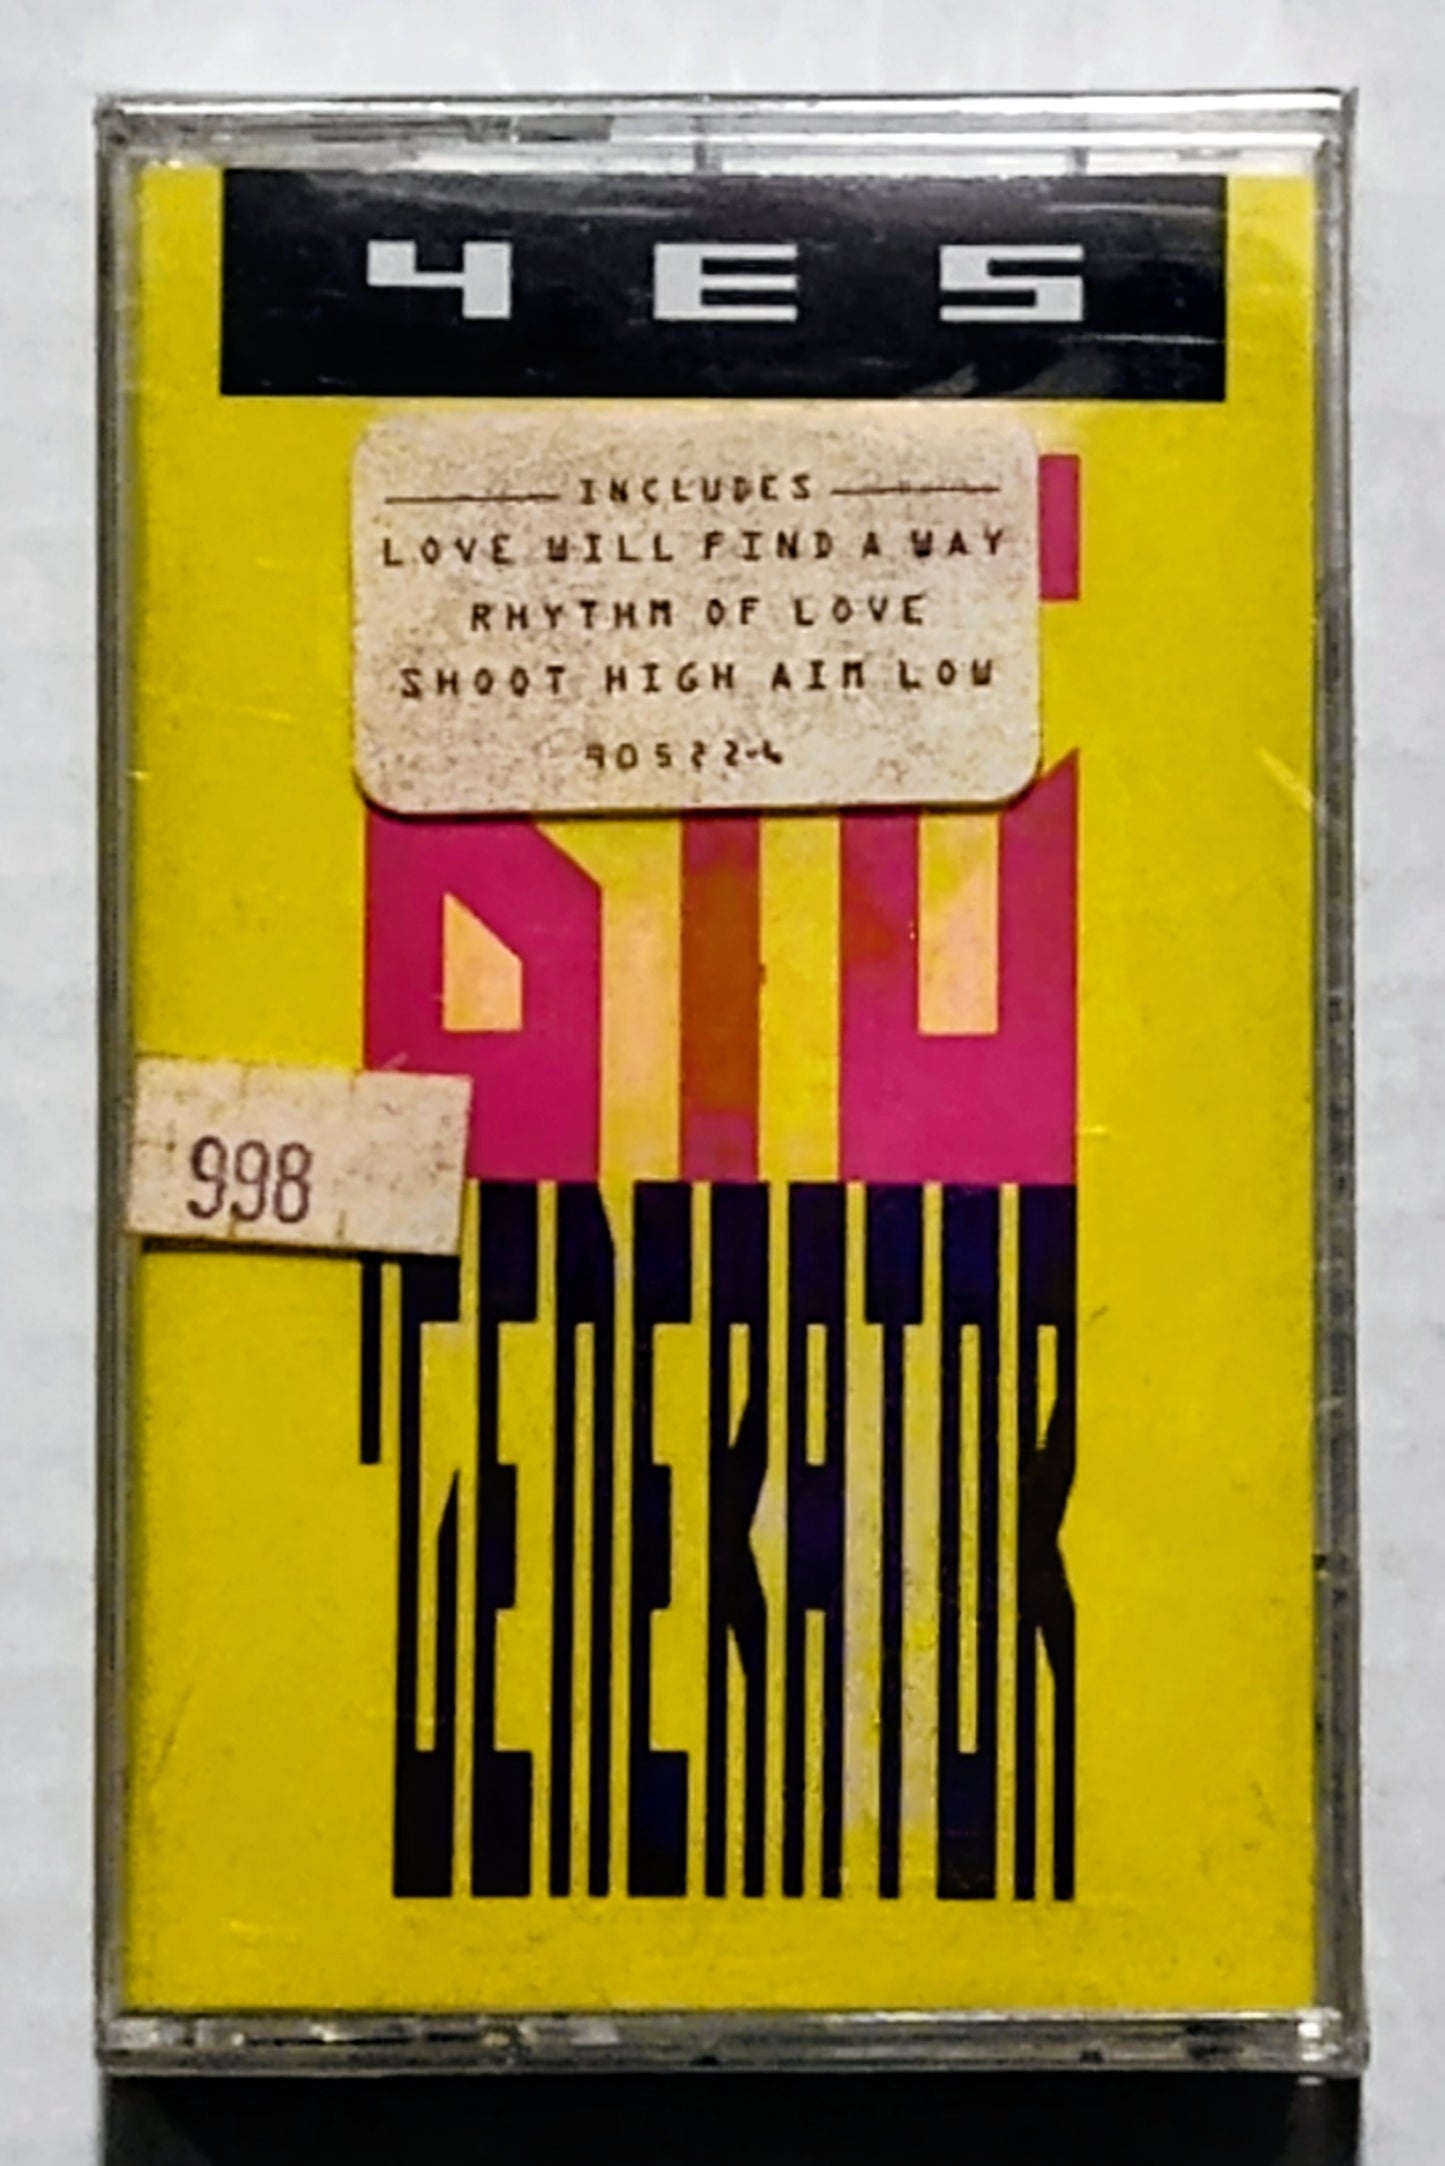 YES
INCLUDES
LOVE WILL FIND A WAY
RHYTHM OF LOVE
SHOOT HIGH AIM LOW
90522-4
998
GENERATOR